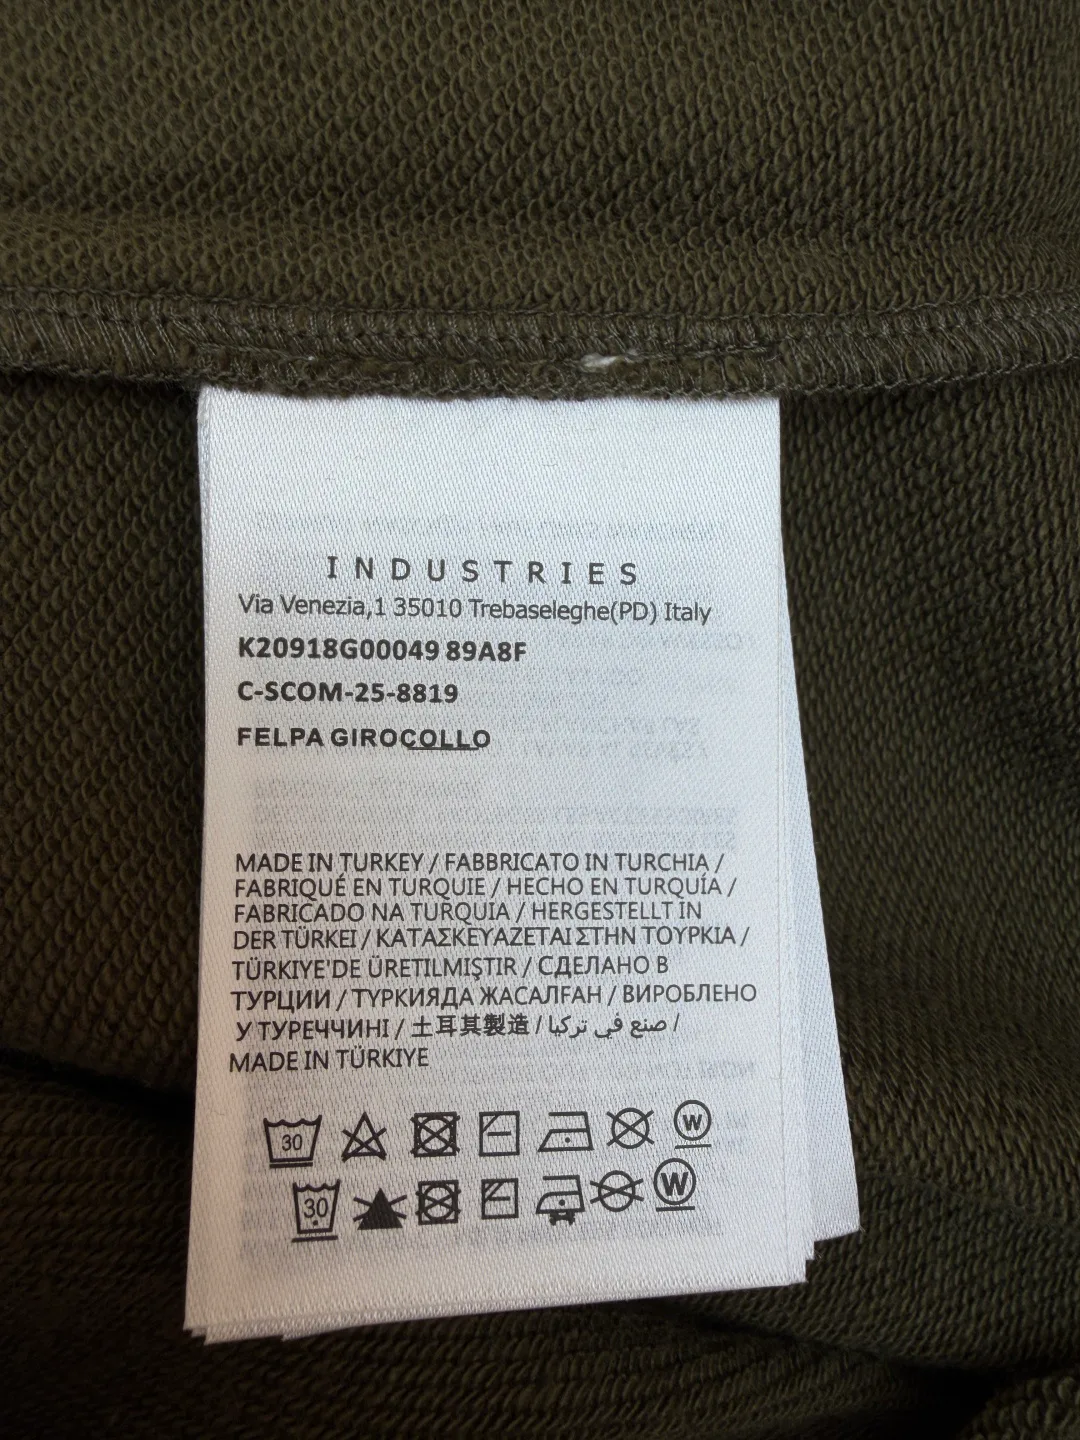 INDUSTRIES
Via Venezia,1 35010 Trebaseleghe(PD) Italy
K20918G00049 89A8F
C-SCOM-25-8819
FELPA GIROCOLLO
MADE IN TURKEY / FABBRICATO IN TURCHIA /
FABRIQUÉ EN TURQUIE / HECHO EN TURQUÍA /
FABRICADO NA TURQUIA / HERGESTELLT IN
DER TÜRKEI / ΚΑΤΑΣΚΕΥΑΖΕΤΑΙ ΣΤΗΝ ΤΟΥΡΚΙΑ /
TÜRKIYE'DE ÜRETILMIŞTIR / СДЕЛАНО В
ТУРЦИИ / ТҮРКИЯДА ЖАСАЛҒАН / ВИРОБЛЕНО
У ТУРЕЧЧИНІ / 土耳其製造 / صنع في تركيا /
MADE IN TÜRKIYE
30 W
30 W